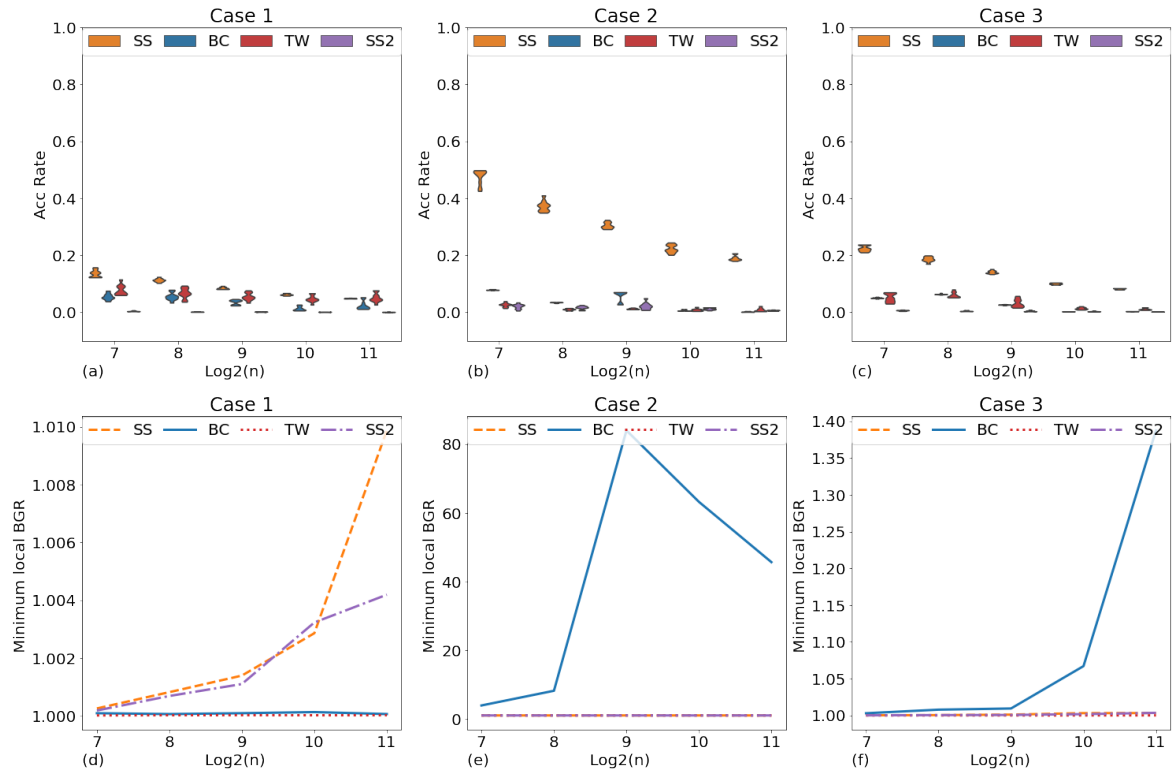 Case 1
SS BC TW SS2
1.0
0.8
0.6
0.4
0.2
0.0
Acc Rate
7 8 9 10 11
Log2(n)
(a)
Case 2
SS BC TW SS2
1.0
0.8
0.6
0.4
0.2
0.0
Acc Rate
7 8 9 10 11
Log2(n)
(b)
Case 3
SS BC TW SS2
1.0
0.8
0.6
0.4
0.2
0.0
Acc Rate
7 8 9 10 11
Log2(n)
(c)
Case 1
SS BC TW SS2
1.010
1.008
1.006
1.004
1.002
1.000
Minimum local BGR
7 8 9 10 11
Log2(n)
(d)
Case 2
SS BC TW SS2
80
60
40
20
0
Minimum local BGR
7 8 9 10 11
Log2(n)
(e)
Case 3
SS BC TW SS2
1.40
1.35
1.30
1.25
1.20
1.15
1.10
1.05
1.00
Minimum local BGR
7 8 9 10 11
Log2(n)
(f)